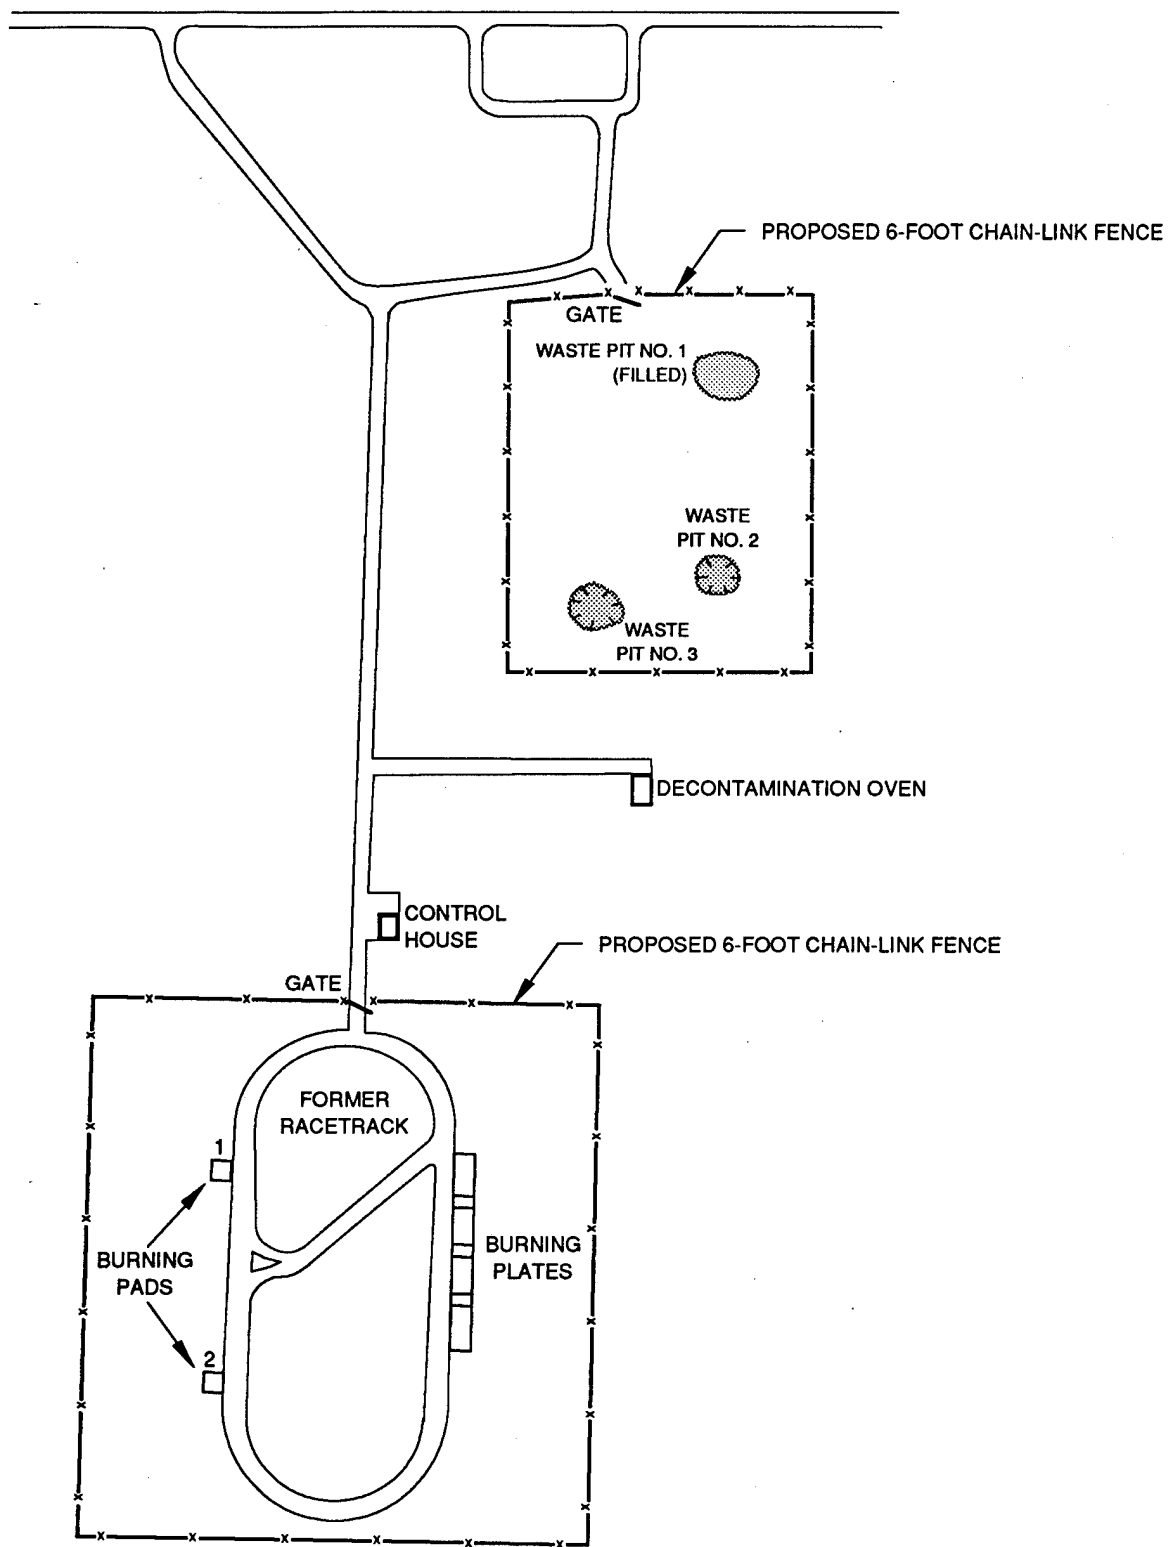 PROPOSED 6-FOOT CHAIN-LINK FENCE
GATE
WASTE PIT NO. 1
(FILLED)
WASTE
PIT NO. 2
WASTE
PIT NO. 3
DECONTAMINATION OVEN
CONTROL
HOUSE
PROPOSED 6-FOOT CHAIN-LINK FENCE
GATE
FORMER
RACETRACK
1
BURNING
PADS
BURNING
PLATES
2